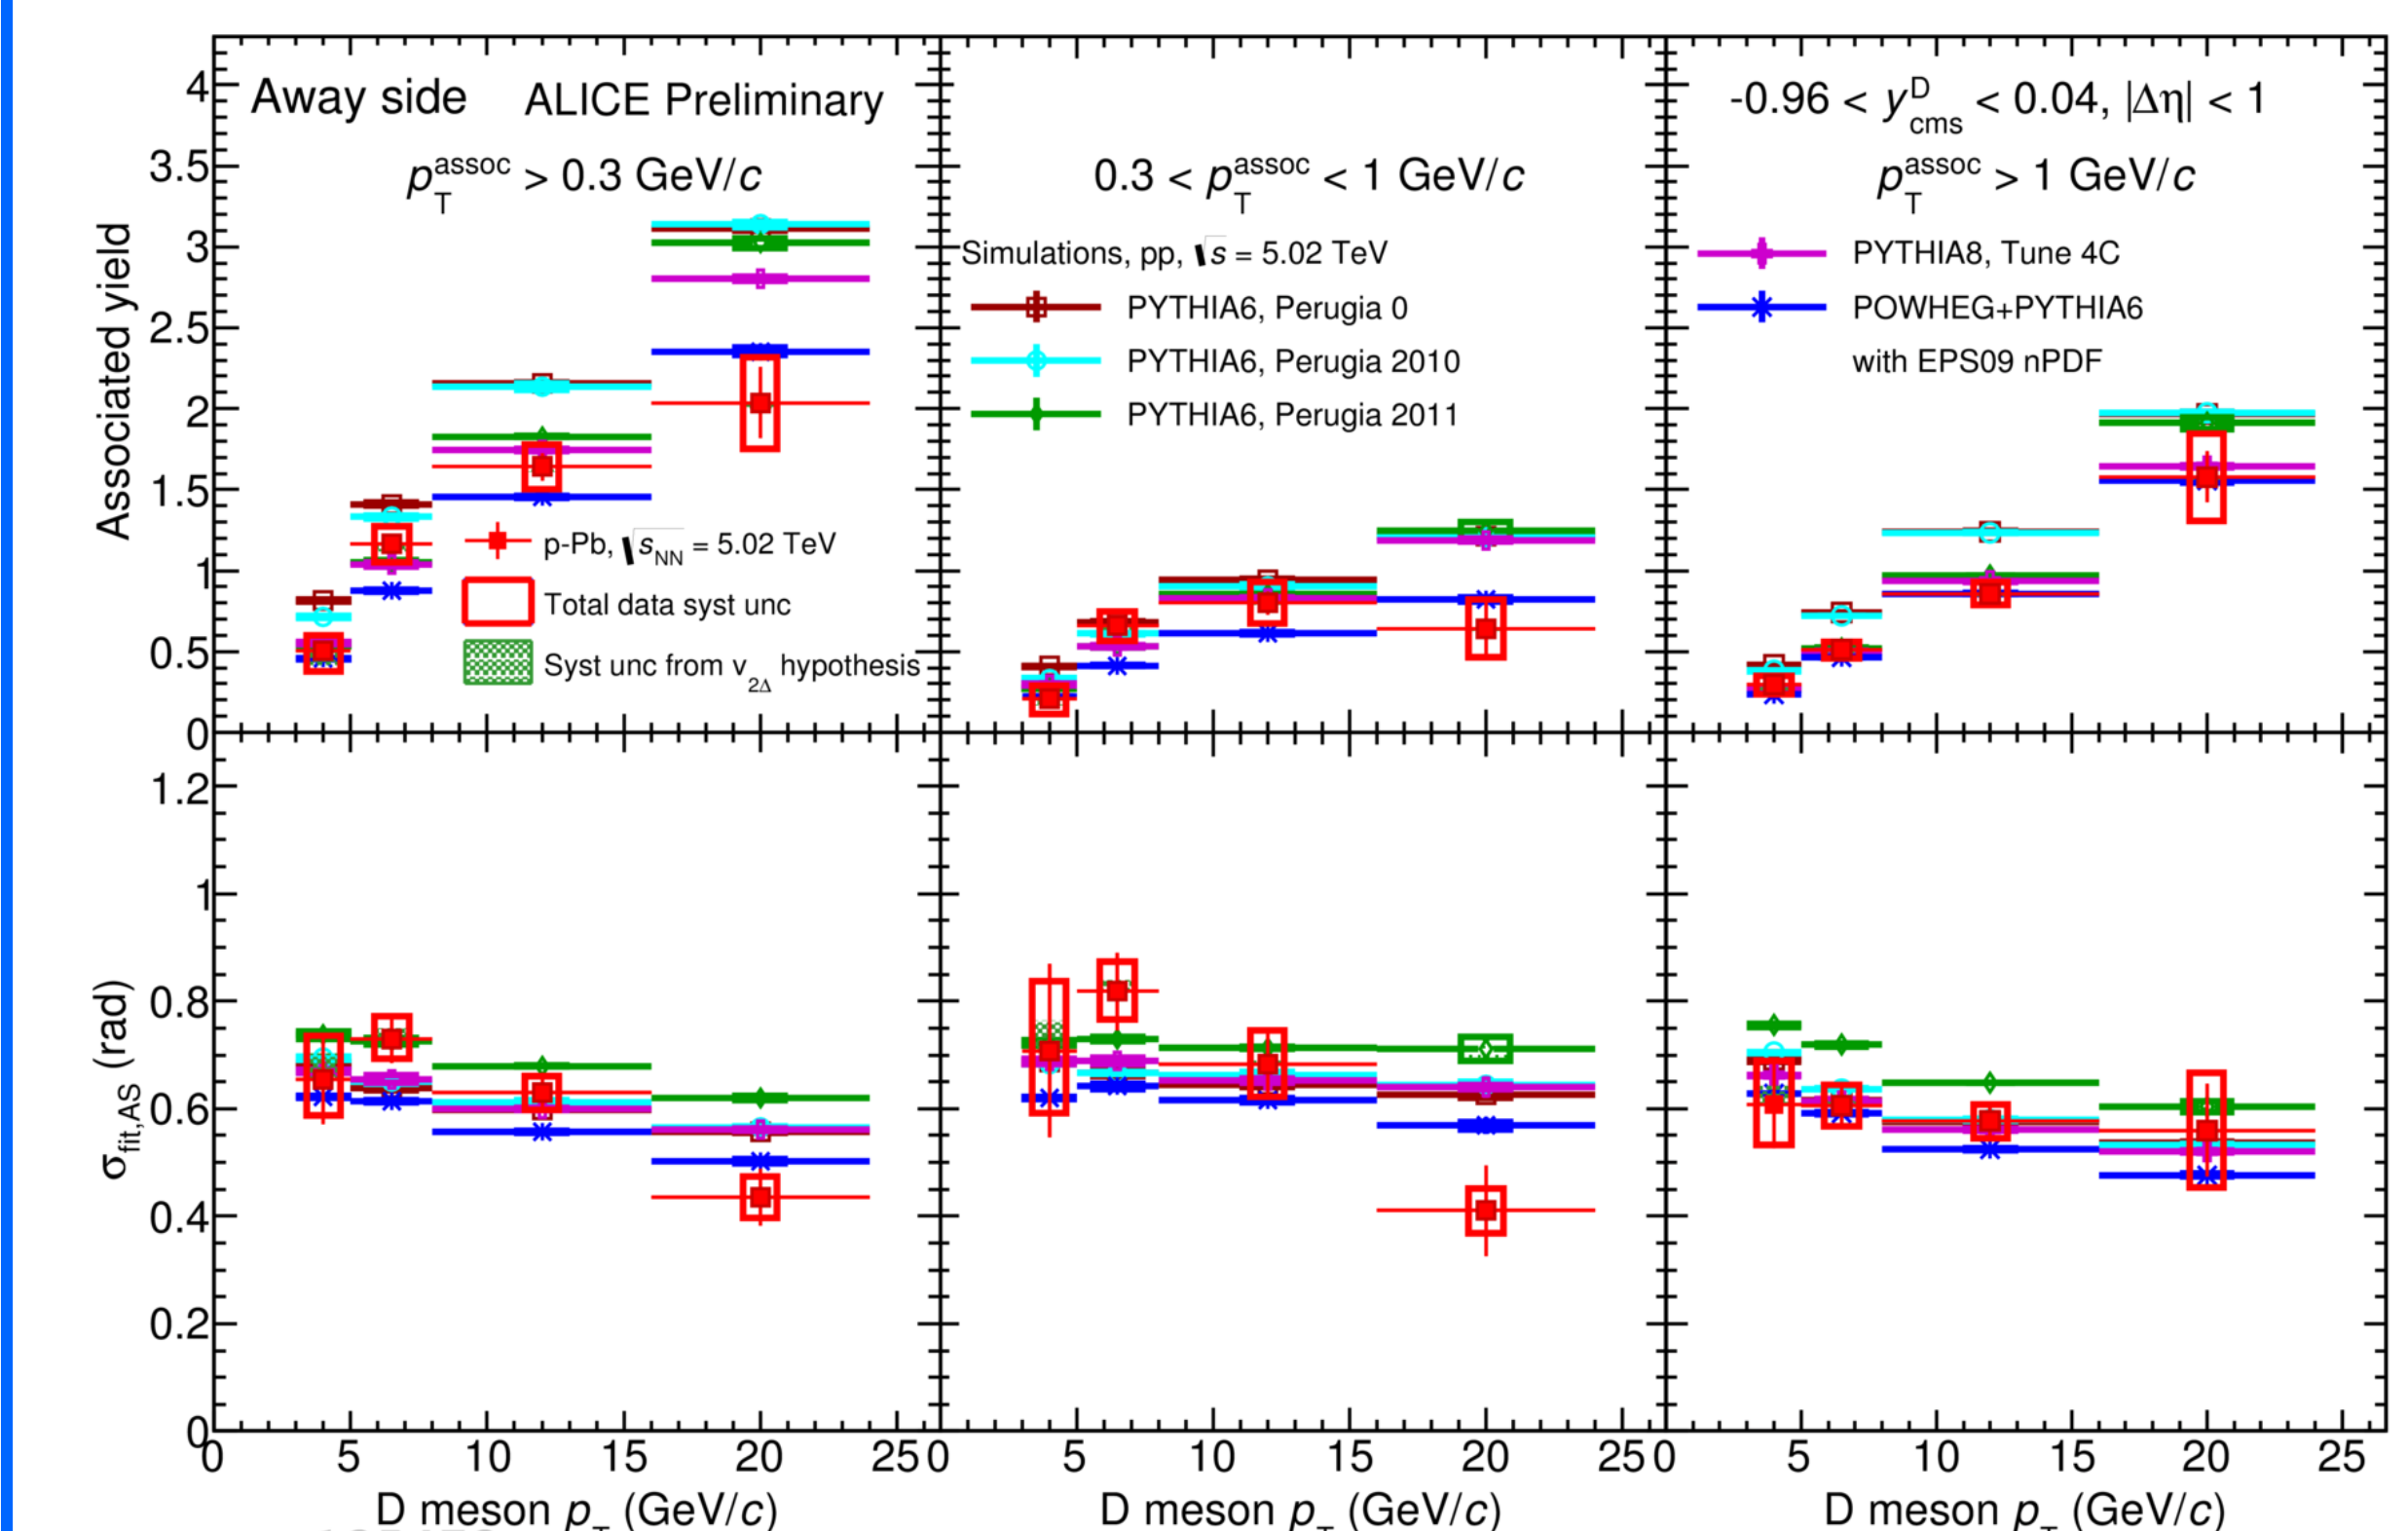 Away side ALICE Preliminary
p_T^assoc > 0.3 GeV/c
0.3 < p_T^assoc < 1 GeV/c
-0.96 < y_cms^D < 0.04, |Δη| < 1
p_T^assoc > 1 GeV/c
Simulations, pp, √s = 5.02 TeV
PYTHIA6, Perugia 0
PYTHIA6, Perugia 2010
PYTHIA6, Perugia 2011
PYTHIA8, Tune 4C
POWHEG+PYTHIA6
with EPS09 nPDF
p-Pb, √s_NN = 5.02 TeV
Total data syst unc
Syst unc from v_2Δ hypothesis
Associated yield
4
3.5
3
2.5
2
1.5
1
0.5
0
σ_fit,AS (rad)
1.2
1
0.8
0.6
0.4
0.2
0
0 5 10 15 20 25 0 5 10 15 20 25 0 5 10 15 20 25
D meson p_T (GeV/c) D meson p_T (GeV/c) D meson p_T (GeV/c)